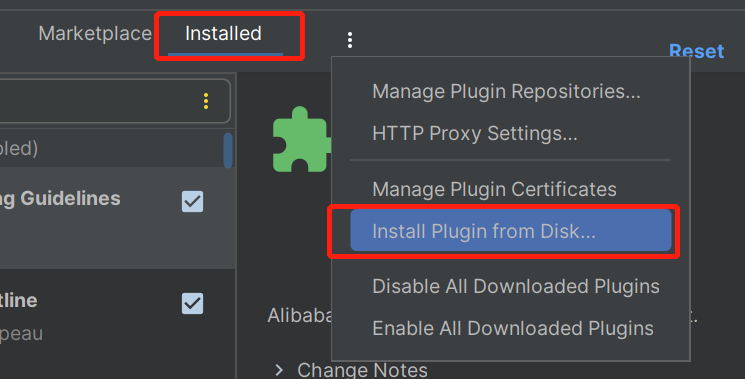 Marketplace Installed
Reset
Manage Plugin Repositories...
HTTP Proxy Settings...
bled)
ng Guidelines
Manage Plugin Certificates
Install Plugin from Disk...
Disable All Downloaded Plugins
tline
Alibaba
peau
Enable All Downloaded Plugins
Change Notes